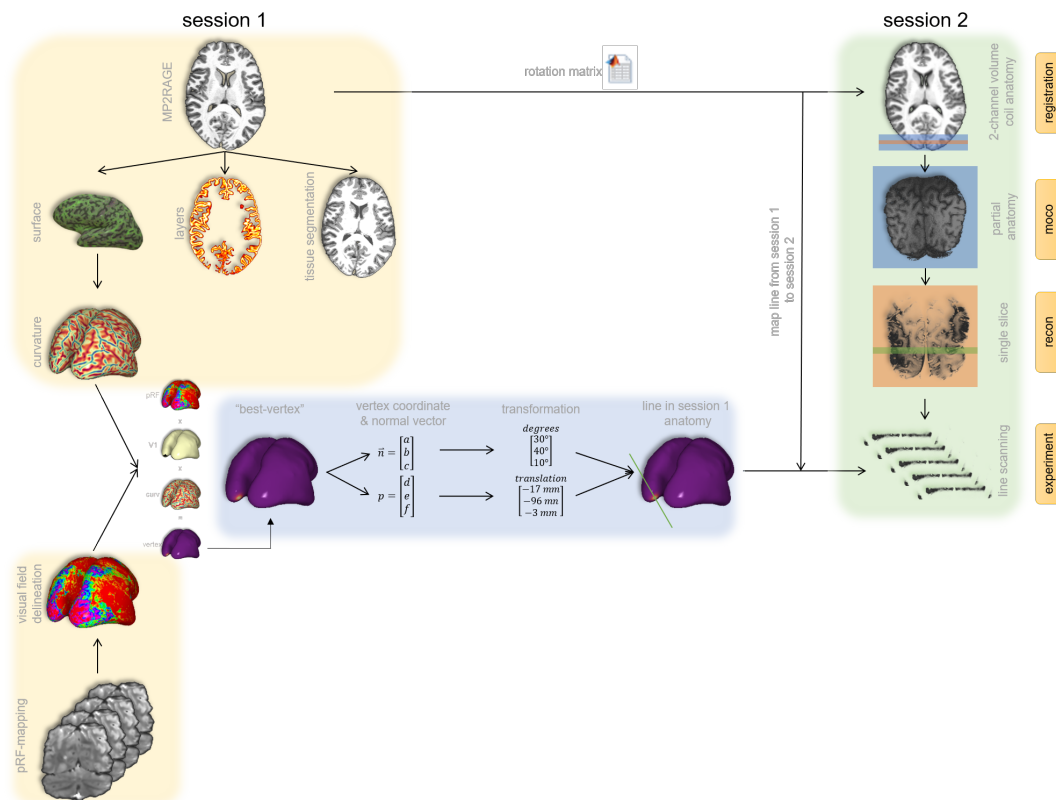 session 1
session 2
MP2RAGE
rotation matrix
2-channel volume
coil anatomy
registration
surface
layers
tissue segmentation
partial
anatomy
moco
map line from session 1
to session 2
curvature
single slice
recon
pRF
x
V1
x
curv
=
vertex
"best-vertex"
vertex coordinate
& normal vector
transformation
line in session 1
anatomy
n⃗ = [a b c]
degrees
[30° 40° 10°]
p = [d e f]
translation
[−17 mm −96 mm −3 mm]
line scanning
experiment
visual field
delineation
pRF-mapping